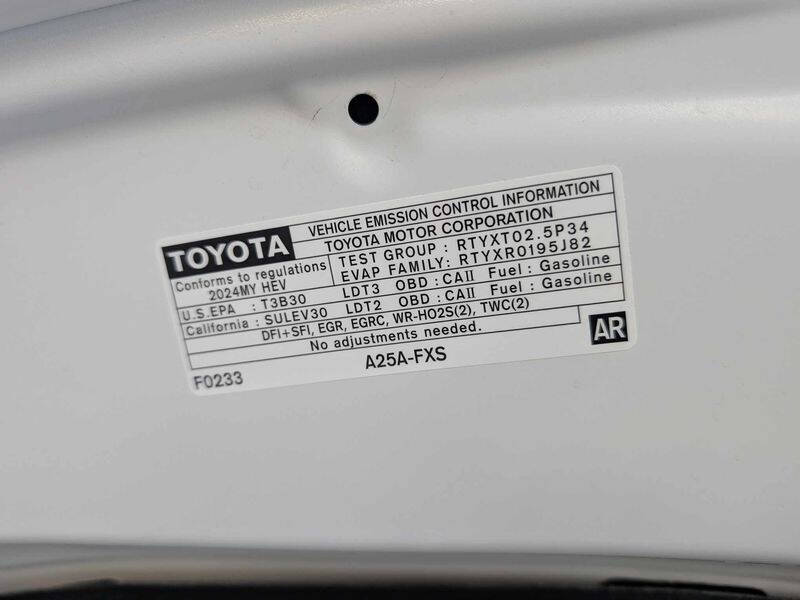 TOYOTA
VEHICLE EMISSION CONTROL INFORMATION
TOYOTA MOTOR CORPORATION
Conforms to regulations
2024MY HEV
TEST GROUP : RTYXT02.5P34
EVAP FAMILY: RTYXR0195J82
U.S.EPA : T3B30 LDT3 OBD : CAII Fuel : Gasoline
California : SULEV30 LDT2 OBD : CAII Fuel : Gasoline
DFI+SFI, EGR, EGRC, WR-HO2S(2), TWC(2)
No adjustments needed.
AR
F0233
A25A-FXS